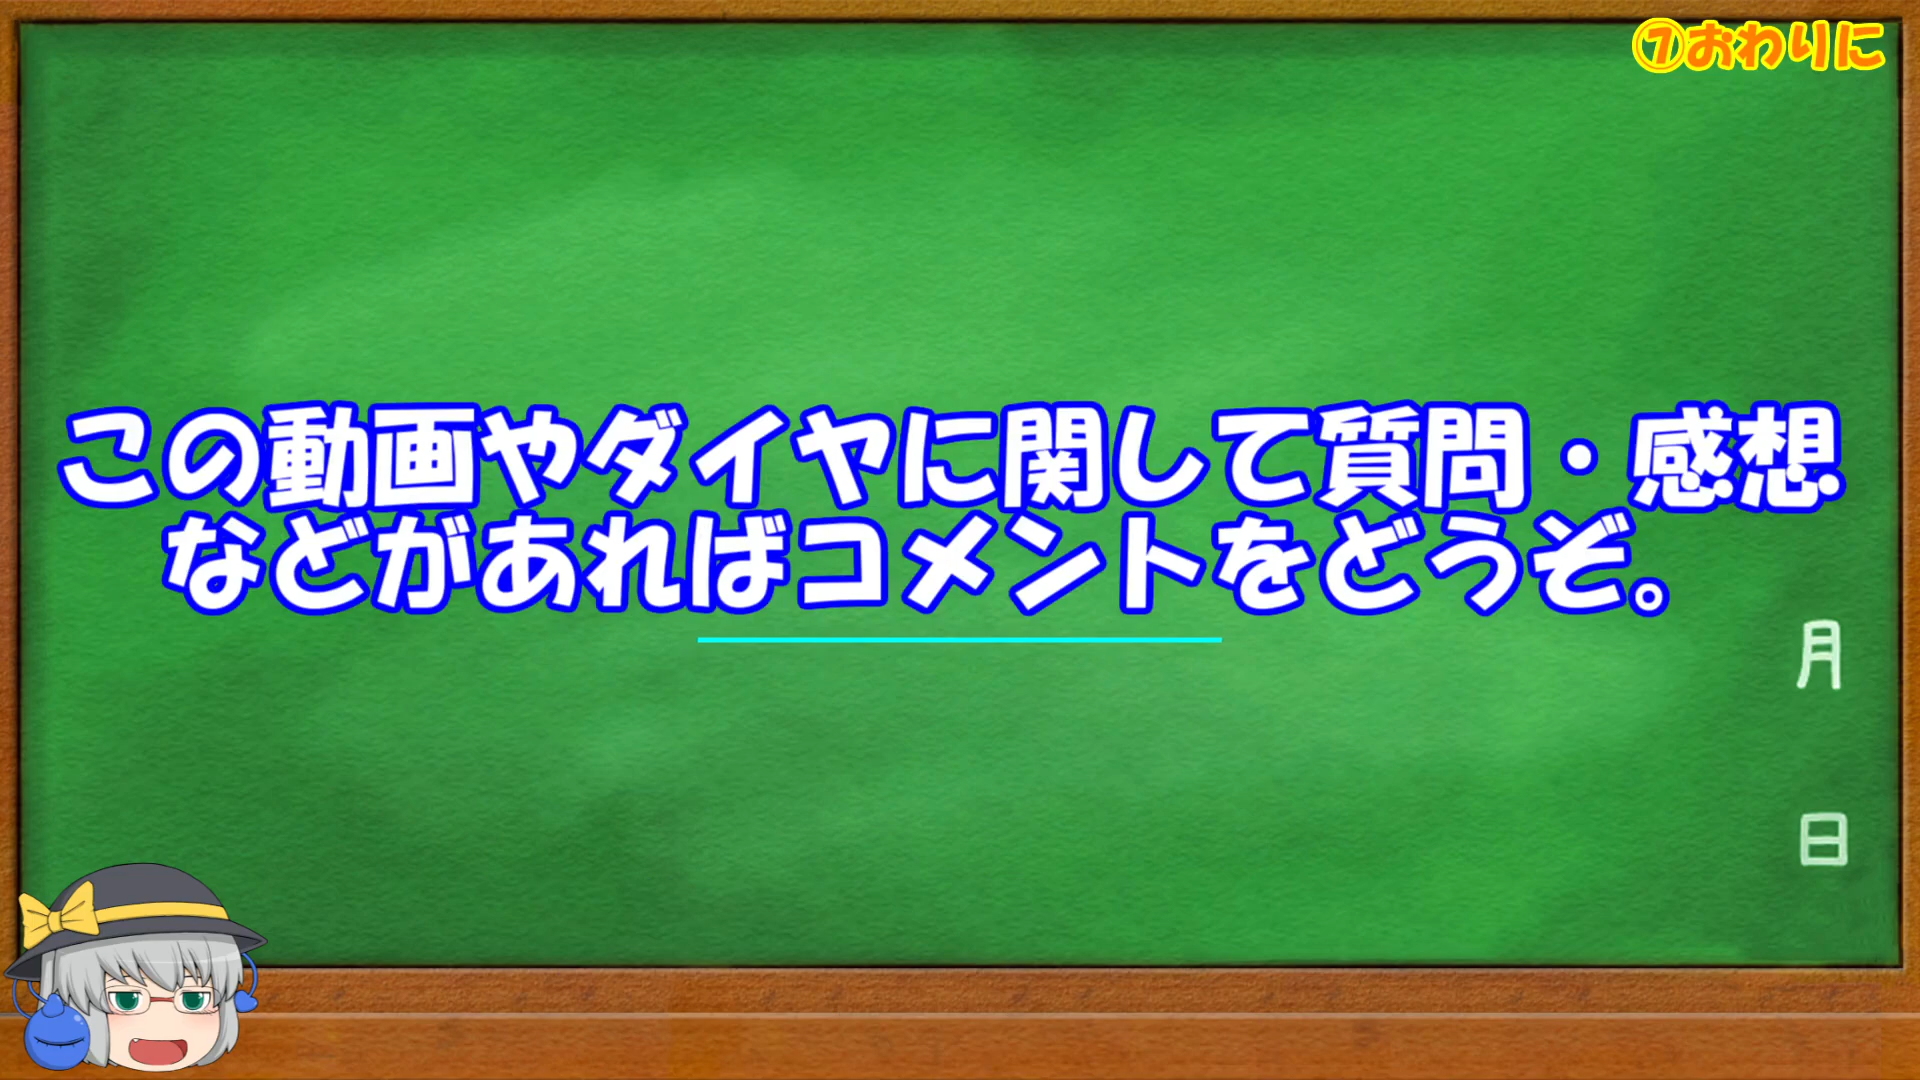 ⑦おわりに
この動画やダイヤに関して質問・感想
などがあればコメントをどうぞ。
月
日